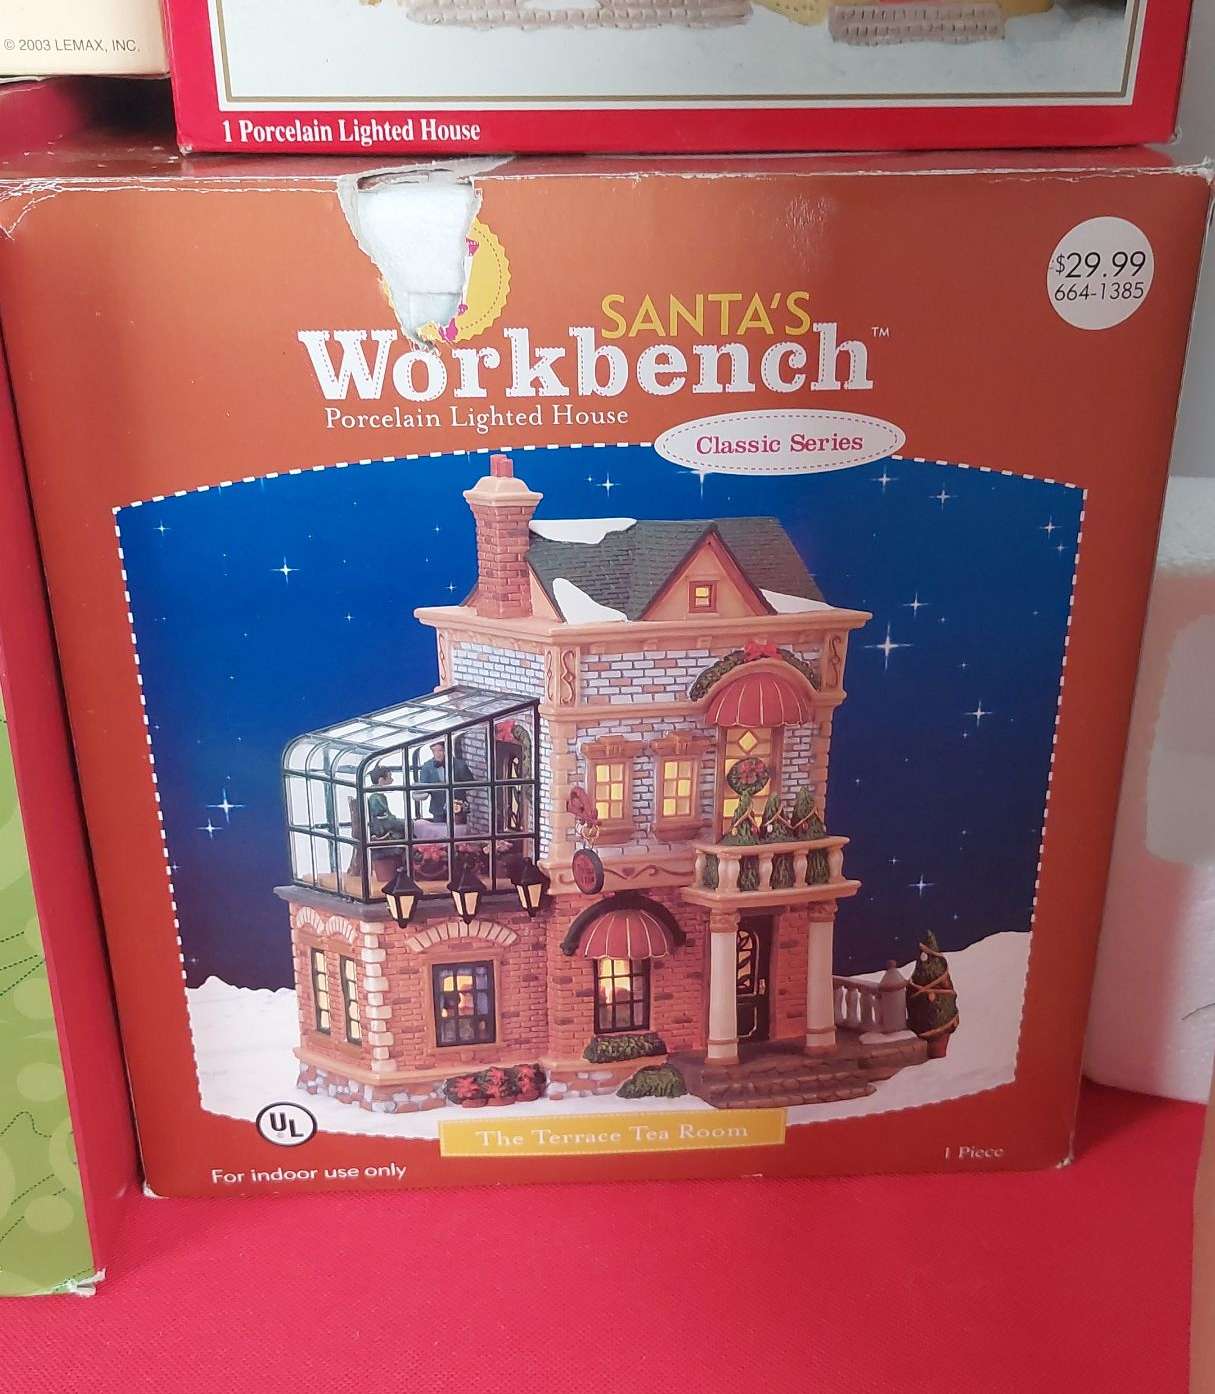 © 2003 LEMAX, INC.
1 Porcelain Lighted House
$29.99
664-1385
SANTA'S
Workbench™
Porcelain Lighted House
Classic Series
UL
The Terrace Tea Room
1 Piece
For indoor use only